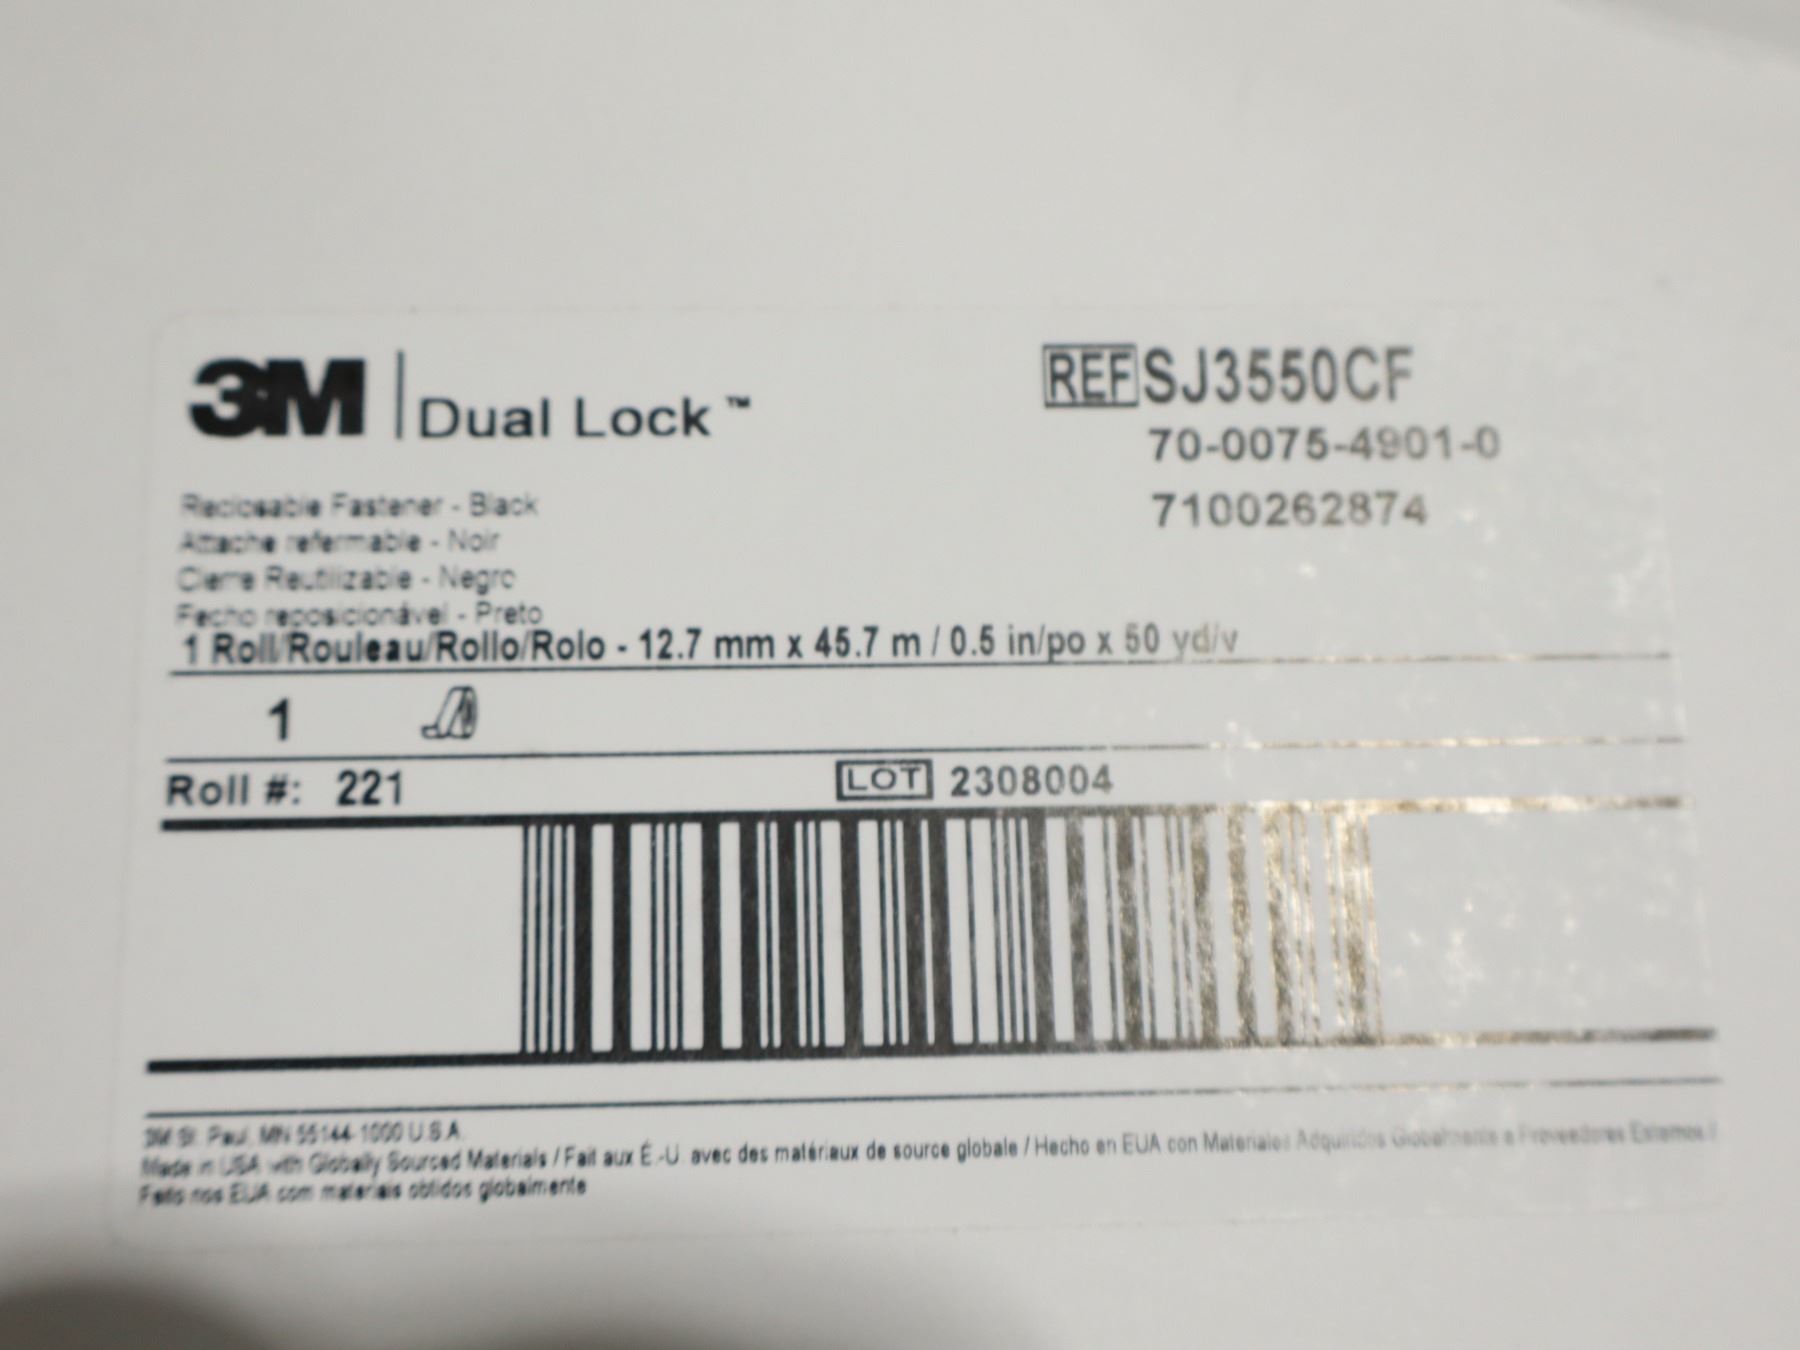 3M | Dual Lock™
REF SJ3550CF
70-0075-4901-0
7100262874
Reclosable Fastener - Black
Attache refermable - Noir
Cierre Reutilizable - Negro
Fecho reposicionável - Preto
1 Roll/Rouleau/Rollo/Rolo - 12.7 mm x 45.7 m / 0.5 in/po x 50 yd/v
1
Roll #: 221
LOT 2308004
3M St. Paul, MN 55144-1000 U.S.A.
Made in USA with Globally Sourced Materials / Fait aux É.-U. avec des matériaux de source globale / Hecho en EUA con Materiales Adquiridos Globalmente a Proveedores Externos /
Feito nos EUA com materiais obtidos globalmente